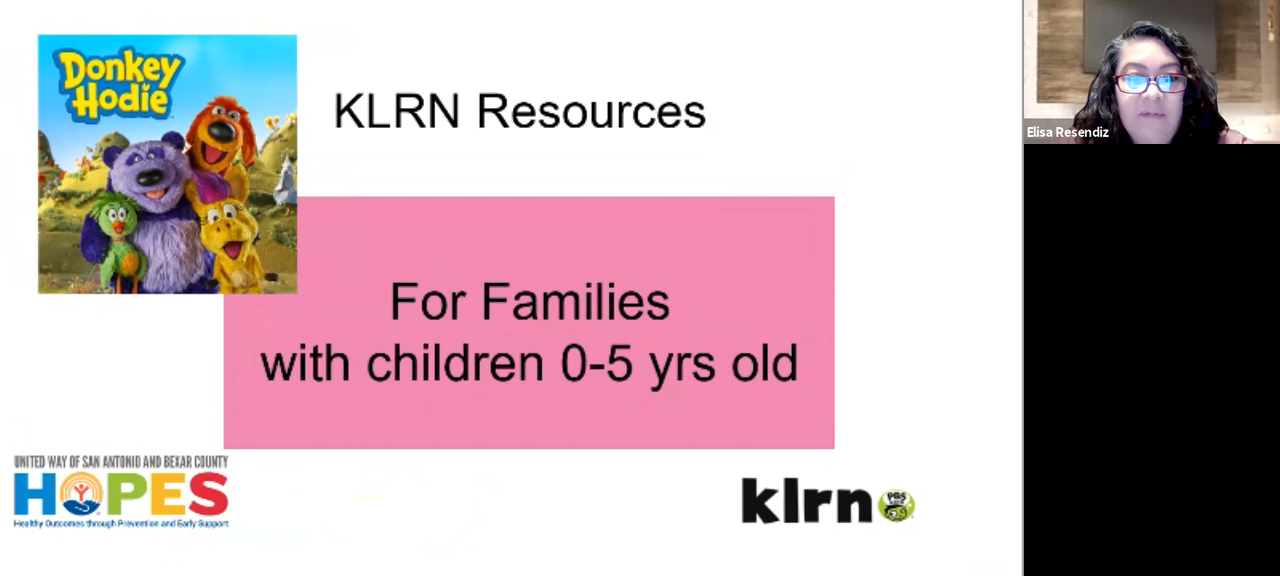 Donkey
Hodie
KLRN Resources
Elisa Resendiz
For Families
with children 0-5 yrs old
UNITED WAY OF SAN ANTONIO AND BEXAR COUNTY
HOPES
Healthy Outcomes through Prevention and Early Support
klrn
PBS